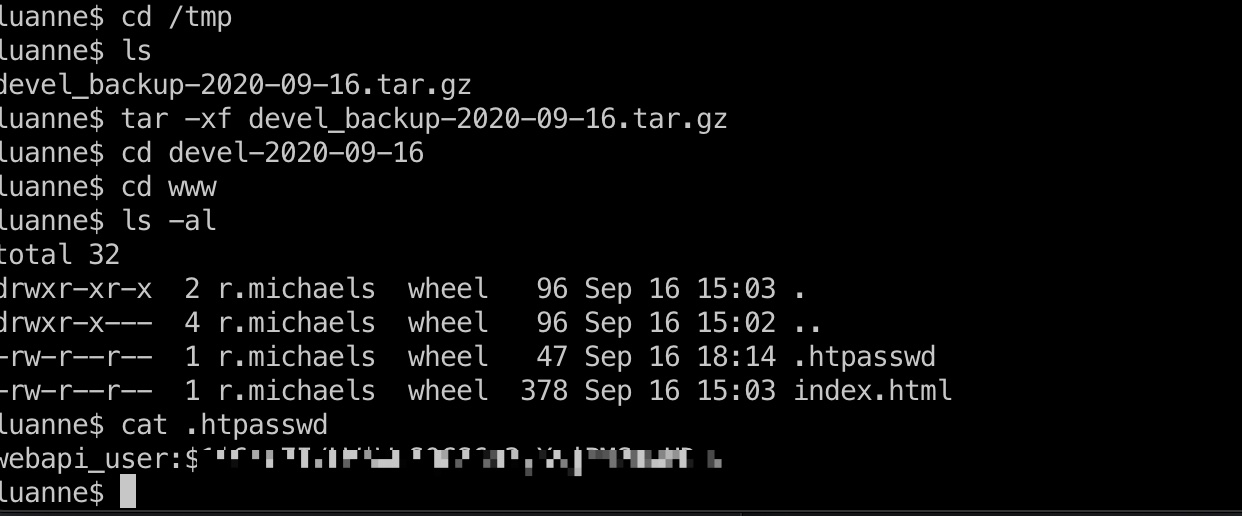 luanne$ cd /tmp
luanne$ ls
devel_backup-2020-09-16.tar.gz
luanne$ tar -xf devel_backup-2020-09-16.tar.gz
luanne$ cd devel-2020-09-16
luanne$ cd www
luanne$ ls -al
total 32
drwxr-xr-x  2 r.michaels  wheel   96 Sep 16 15:03 .
drwxr-x---  4 r.michaels  wheel   96 Sep 16 15:02 ..
-rw-r--r--  1 r.michaels  wheel   47 Sep 16 18:14 .htpasswd
-rw-r--r--  1 r.michaels  wheel  378 Sep 16 15:03 index.html
luanne$ cat .htpasswd
webapi_user:$
luanne$